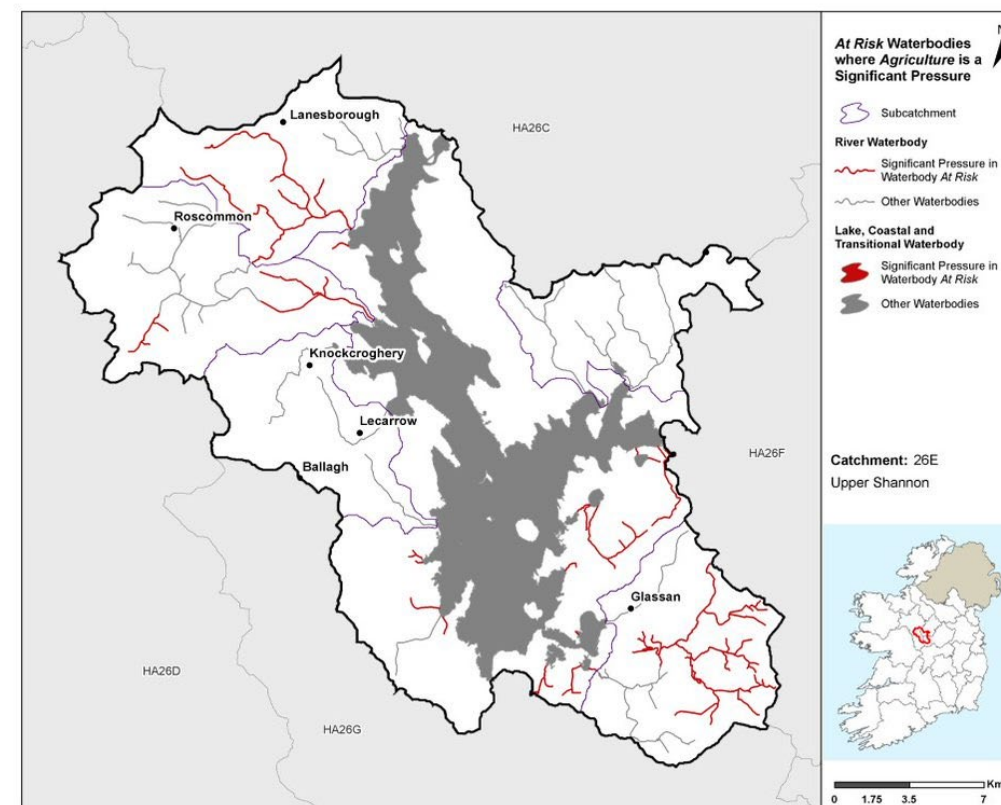 Lanesborough
HA26C
Roscommon
Knockcroghery
Lecarrow
Ballagh
HA26F
Glassan
HA26D
HA26G
At Risk Waterbodies
where Agriculture is a
Significant Pressure
N
Subcatchment
River Waterbody
Significant Pressure in
Waterbody At Risk
Other Waterbodies
Lake, Coastal and
Transitional Waterbody
Significant Pressure in
Waterbody At Risk
Other Waterbodies
Catchment: 26E
Upper Shannon
Km
0 1.75 3.5 7